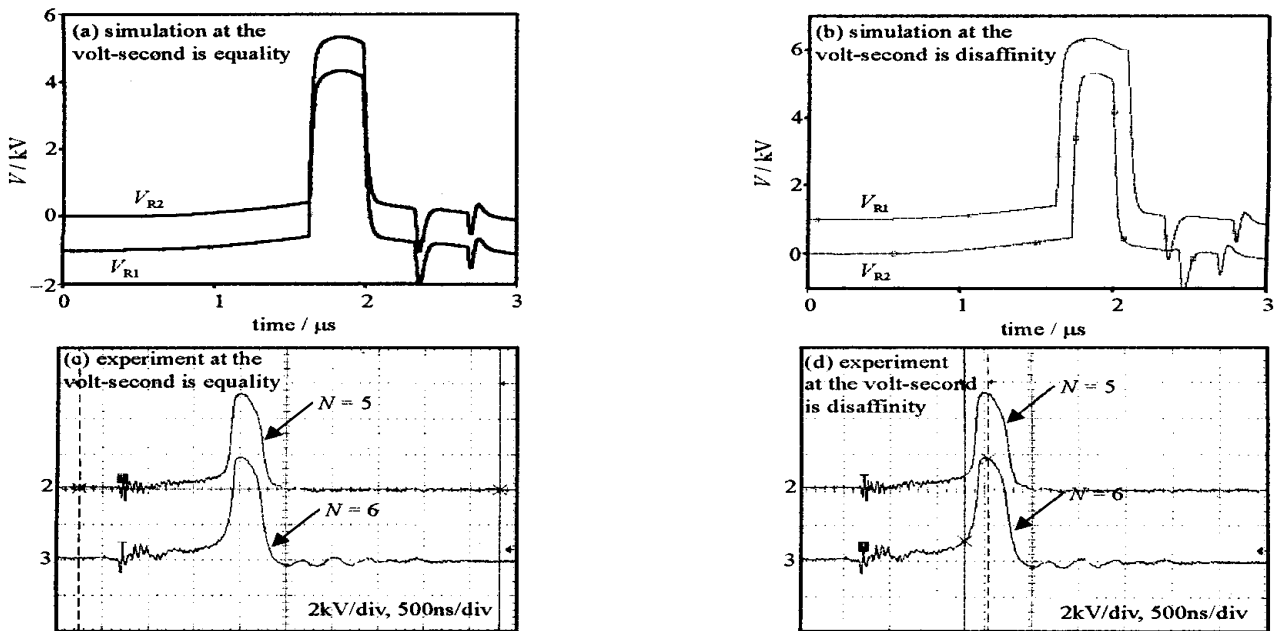 (a) simulation at the
volt-second is equality
6
4
2
0
−2
V / kV
V_R2
V_R1
0
1
2
3
time / μs
(b) simulation at the
volt-second is disaffinity
6
4
2
0
V / kV
V_R1
V_R2
0
1
2
3
time / μs
(c) experiment at the
volt-second is equality
N = 5
2
N = 6
3
2kV/div, 500ns/div
(d) experiment
at the volt-second
is disaffinity
N = 5
2
N = 6
3
2kV/div, 500ns/div